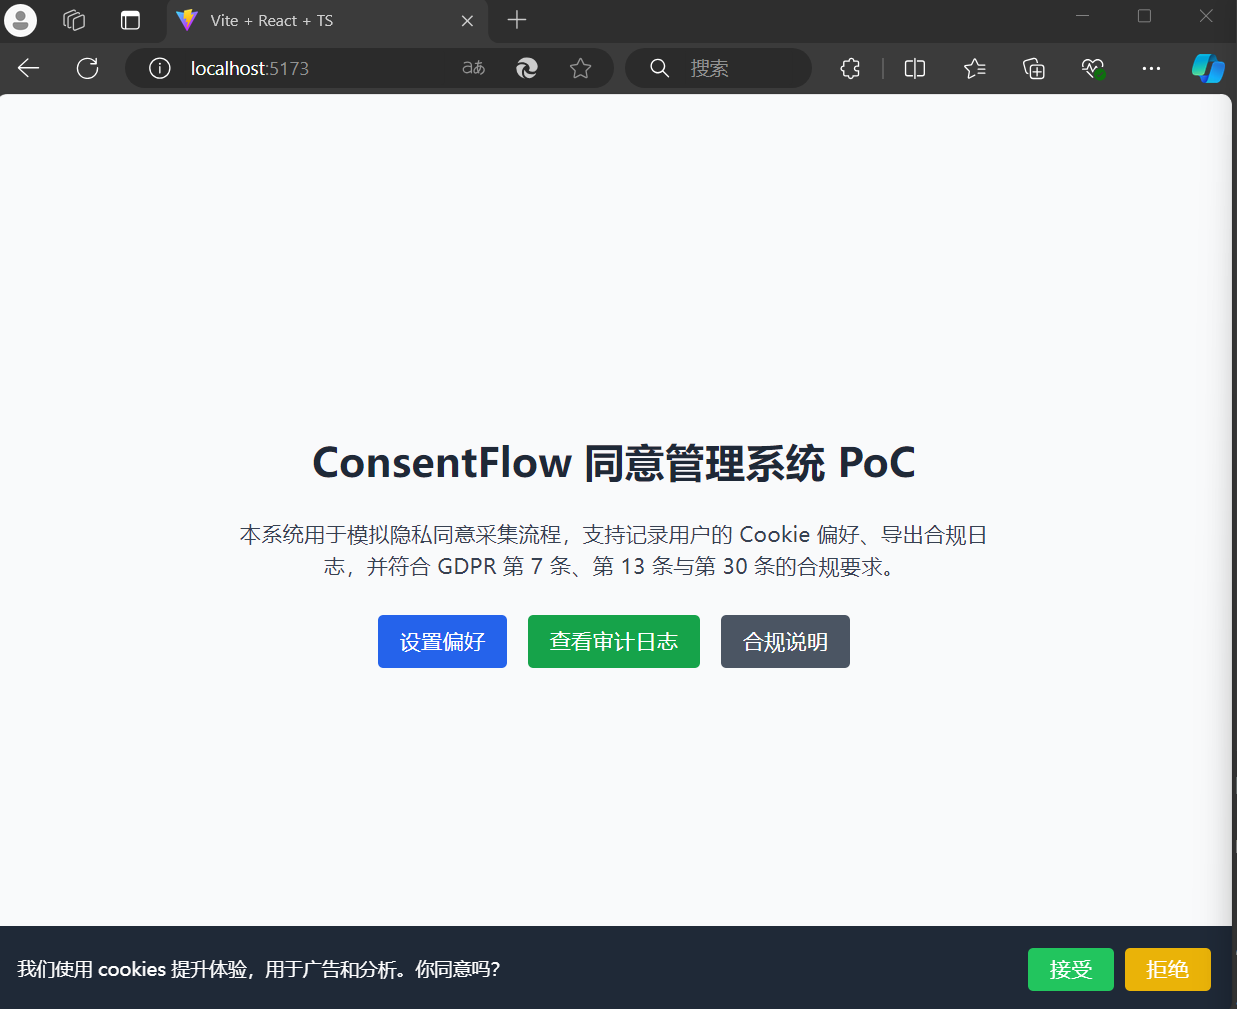 Vite + React + TS
localhost:5173
aあ
搜索
ConsentFlow 同意管理系统 PoC
本系统用于模拟隐私同意采集流程，支持记录用户的 Cookie 偏好、导出合规日
志，并符合 GDPR 第 7 条、第 13 条与第 30 条的合规要求。
设置偏好
查看审计日志
合规说明
我们使用 cookies 提升体验，用于广告和分析。你同意吗?
接受
拒绝